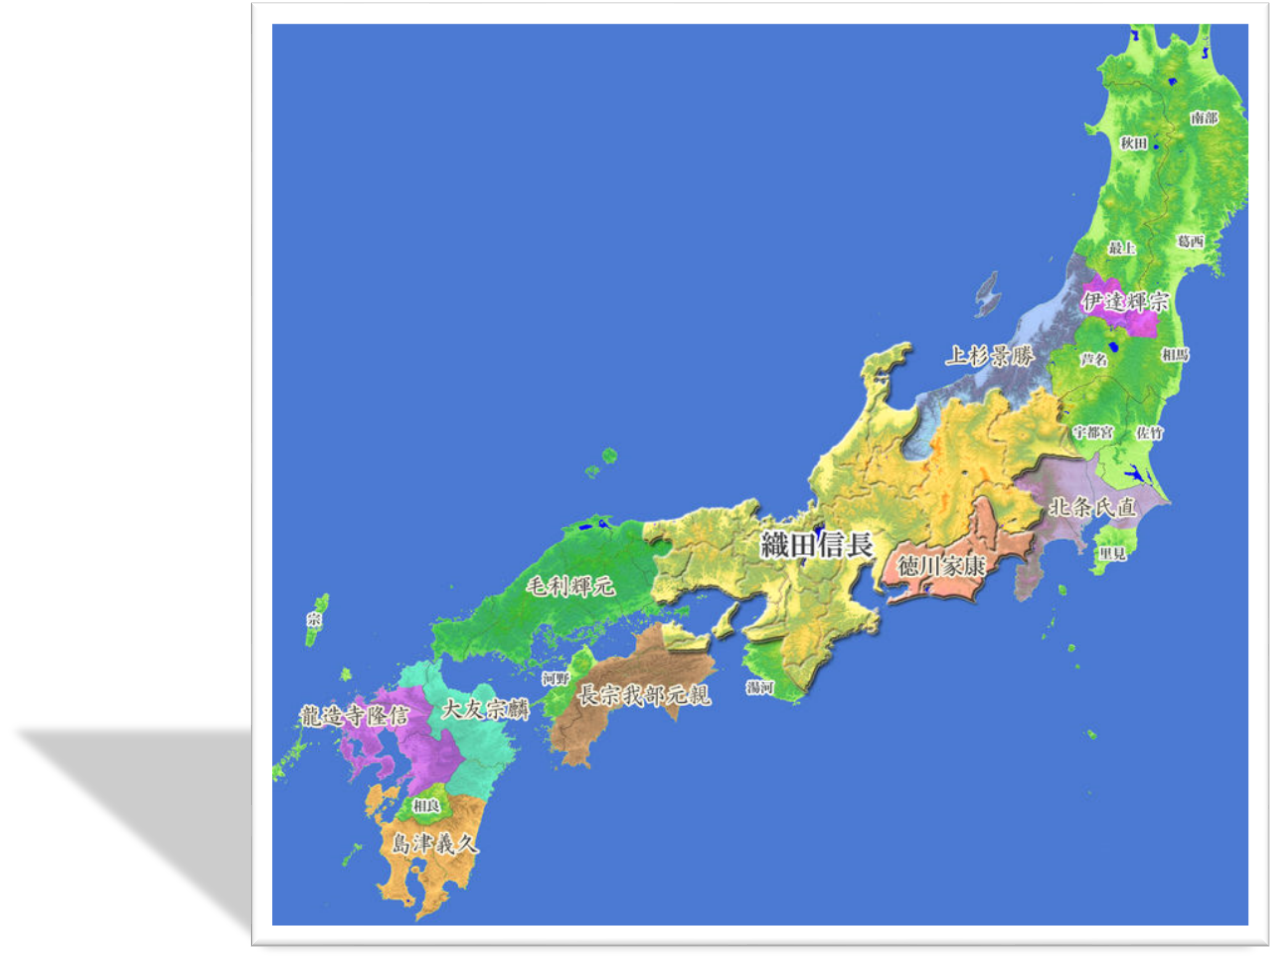 南部
秋田
葛西
最上
伊達輝宗
上杉景勝
芦名
相馬
宇都宮
佐竹
北条氏直
織田信長
里見
徳川家康
毛利輝元
宗
河野
湯河
長宗我部元親
大友宗麟
龍造寺隆信
相良
島津義久